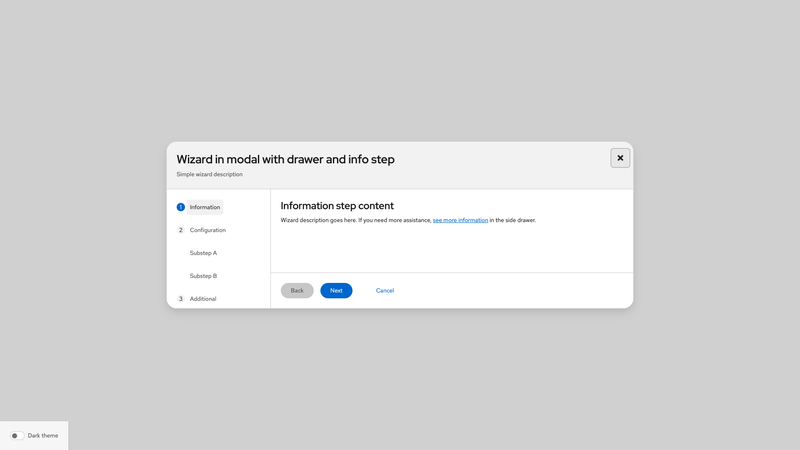 Wizard in modal with drawer and info step
Simple wizard description
1 Information
2 Configuration
Substep A
Substep B
3 Additional
Information step content
Wizard description goes here. If you need more assistance, see more information in the side drawer.
Back Next Cancel
Dark theme